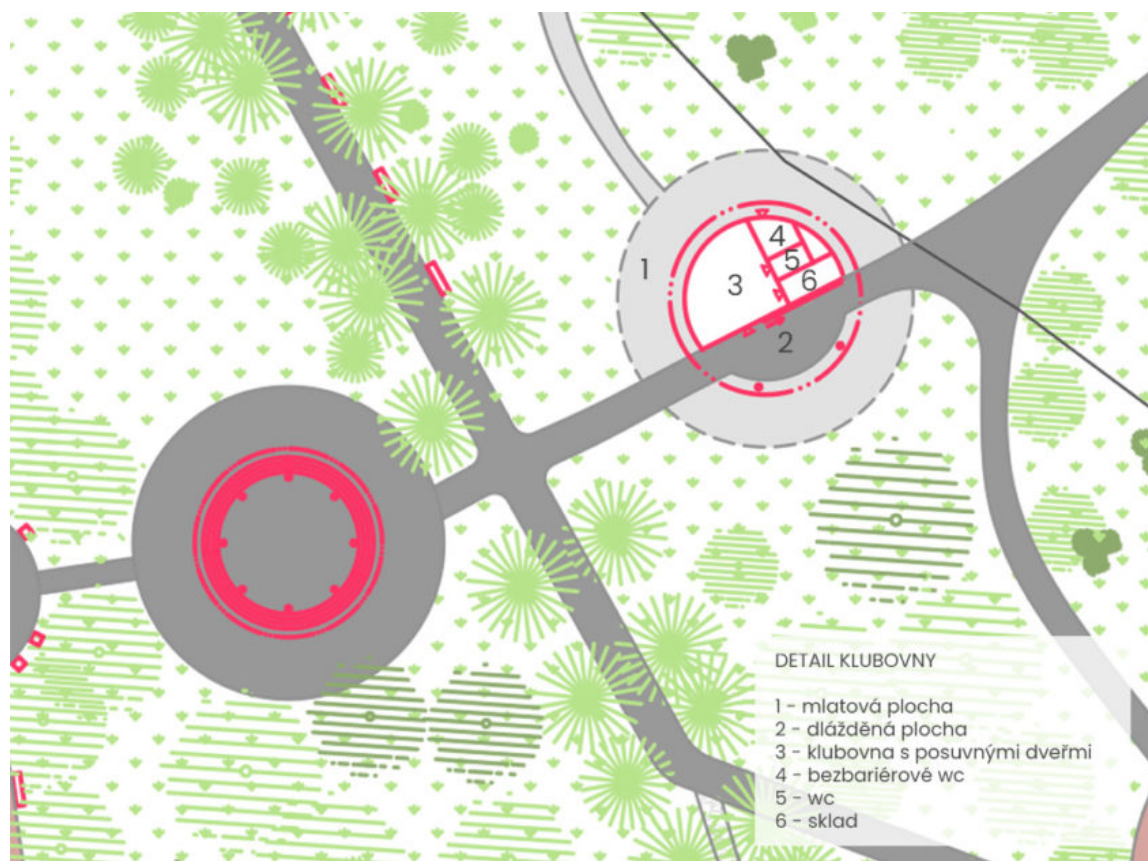 4
5
1
3
6
2
DETAIL KLUBOVNY
1 - mlatová plocha
2 - dlážděná plocha
3 - klubovna s posuvnými dveřmi
4 - bezbariérové wc
5 - wc
6 - sklad